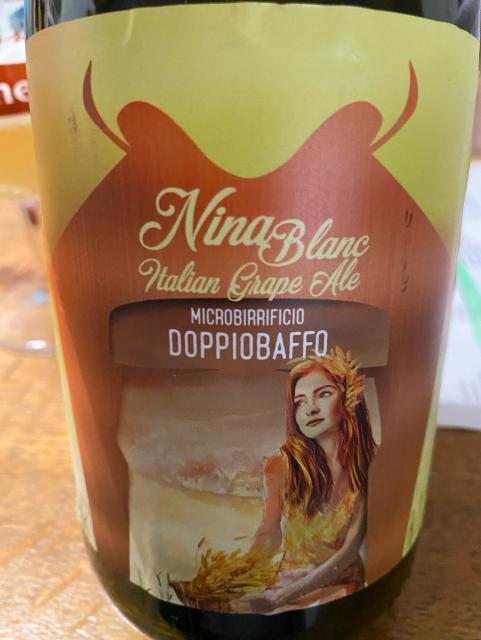 Nina Blanc
Italian Grape Ale
MICROBIRRIFICIO
DOPPIOBAFFO